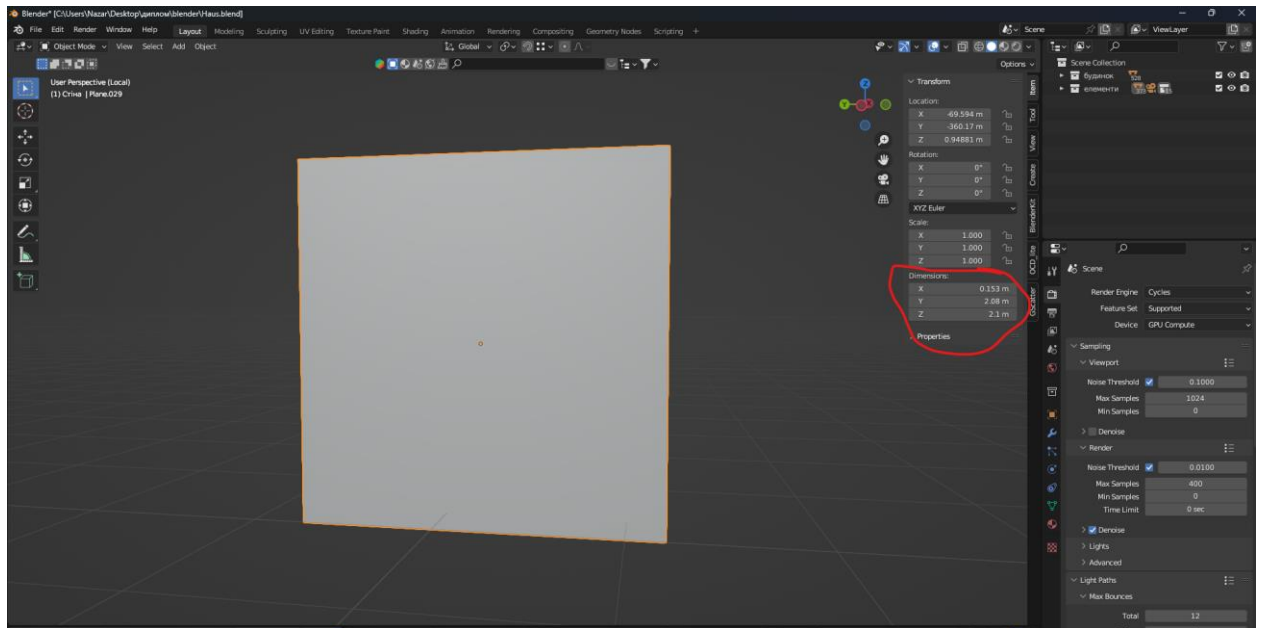 Blender* [C:\Users\Nazar\Desktop\диплом\blender\Haus.blend]
File Edit Render Window Help Layout Modeling Sculpting UV Editing Texture Paint Shading Animation Rendering Compositing Geometry Nodes Scripting + Scene ViewLayer
Object Mode View Select Add Object Global
Options
User Perspective (Local)
(1) Стіна | Plane.029
Transform
Location:
X -69.594 m
Y -360.17 m
Z 0.94881 m
Rotation:
X 0°
Y 0°
Z 0°
XYZ Euler
Scale:
X 1.000
Y 1.000
Z 1.000
Dimensions:
X 0.153 m
Y 2.08 m
Z 2.1 m
Properties
Item
Tool
View
Create
BlenderKit
OCD_lite
Gscatter
Z
Y
Scene Collection
будинок
елементи
Scene
Render Engine Cycles
Feature Set Supported
Device GPU Compute
Sampling
Viewport
Noise Threshold 0.1000
Max Samples 1024
Min Samples 0
Denoise
Render
Noise Threshold 0.0100
Max Samples 400
Min Samples 0
Time Limit 0 sec
Denoise
Lights
Advanced
Light Paths
Max Bounces
Total 12